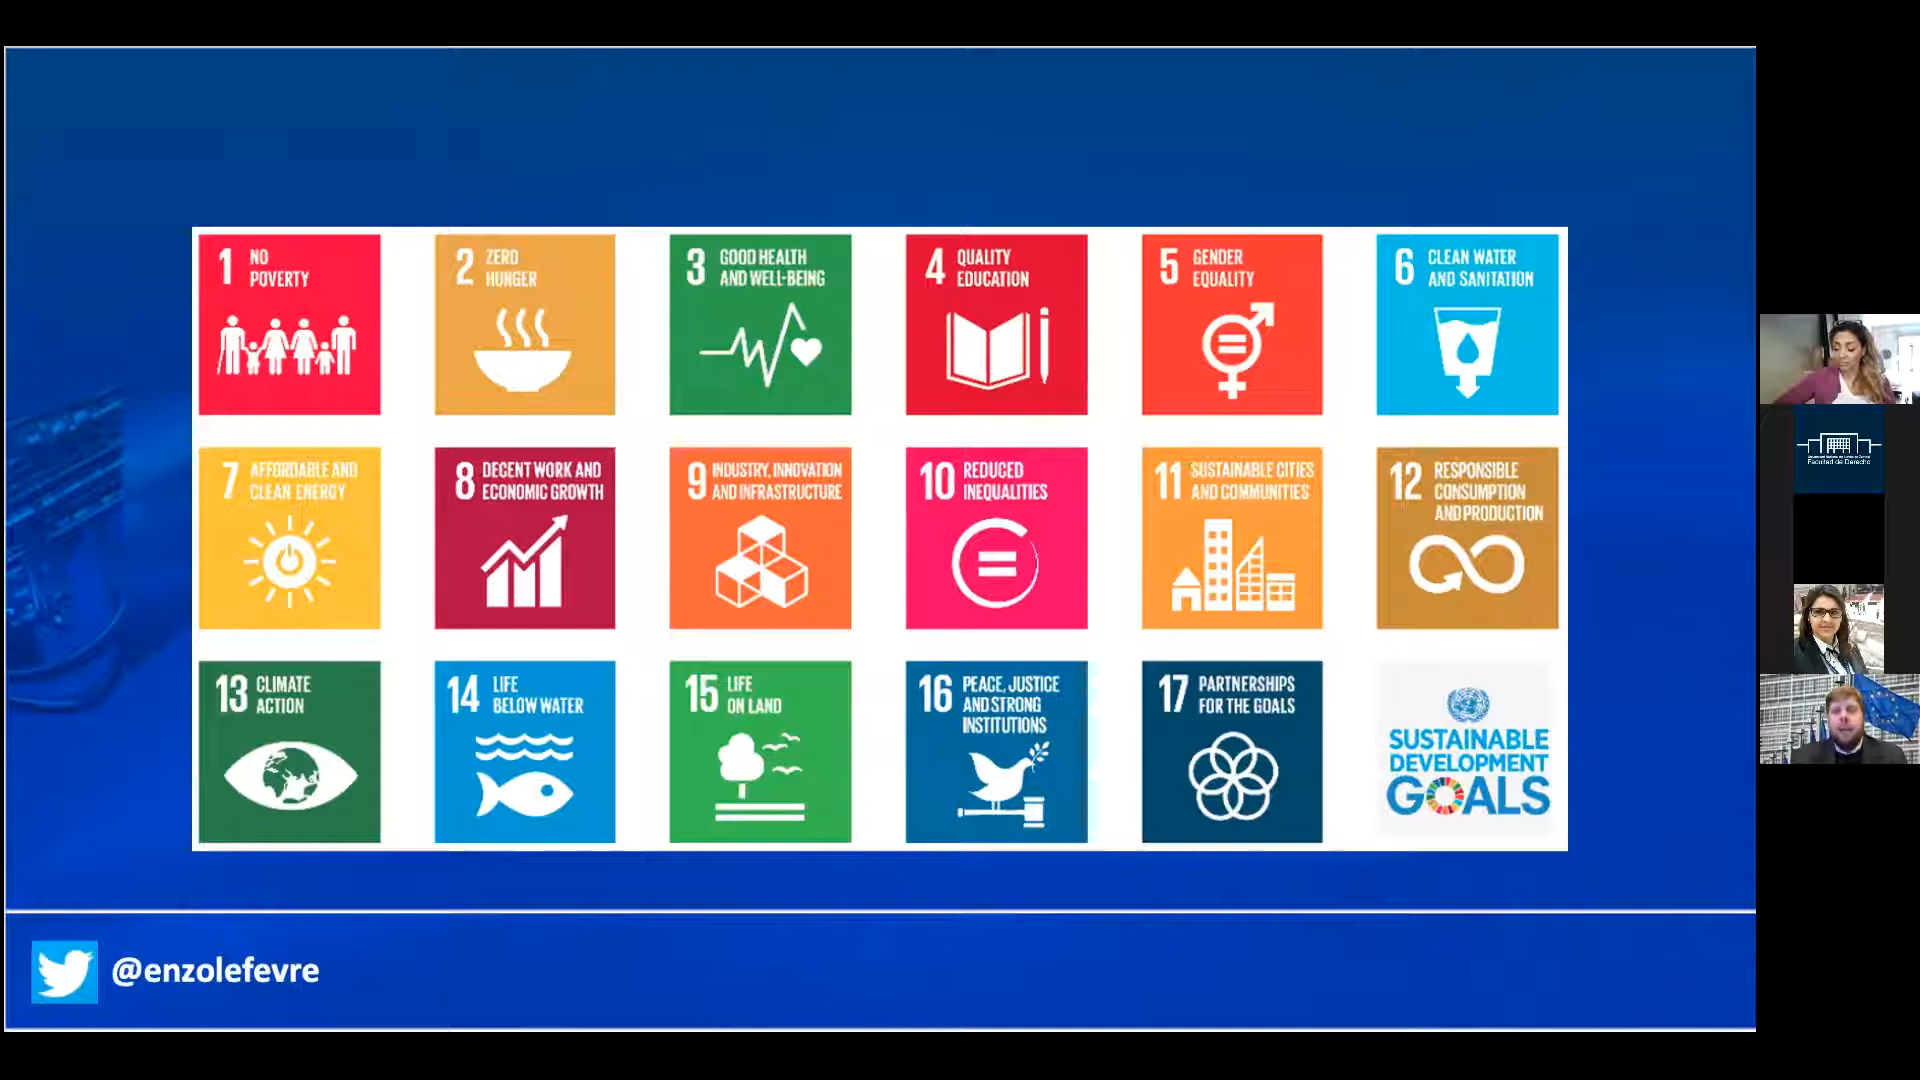 1 NO
POVERTY
2 ZERO
HUNGER
3 GOOD HEALTH
AND WELL-BEING
4 QUALITY
EDUCATION
5 GENDER
EQUALITY
6 CLEAN WATER
AND SANITATION
7 AFFORDABLE AND
CLEAN ENERGY
8 DECENT WORK AND
ECONOMIC GROWTH
9 INDUSTRY, INNOVATION
AND INFRASTRUCTURE
10 REDUCED
INEQUALITIES
11 SUSTAINABLE CITIES
AND COMMUNITIES
12 RESPONSIBLE
CONSUMPTION
AND PRODUCTION
13 CLIMATE
ACTION
14 LIFE
BELOW WATER
15 LIFE
ON LAND
16 PEACE, JUSTICE
AND STRONG
INSTITUTIONS
17 PARTNERSHIPS
FOR THE GOALS
SUSTAINABLE
DEVELOPMENT
GOALS
@enzolefevre
Facultad de Derecho